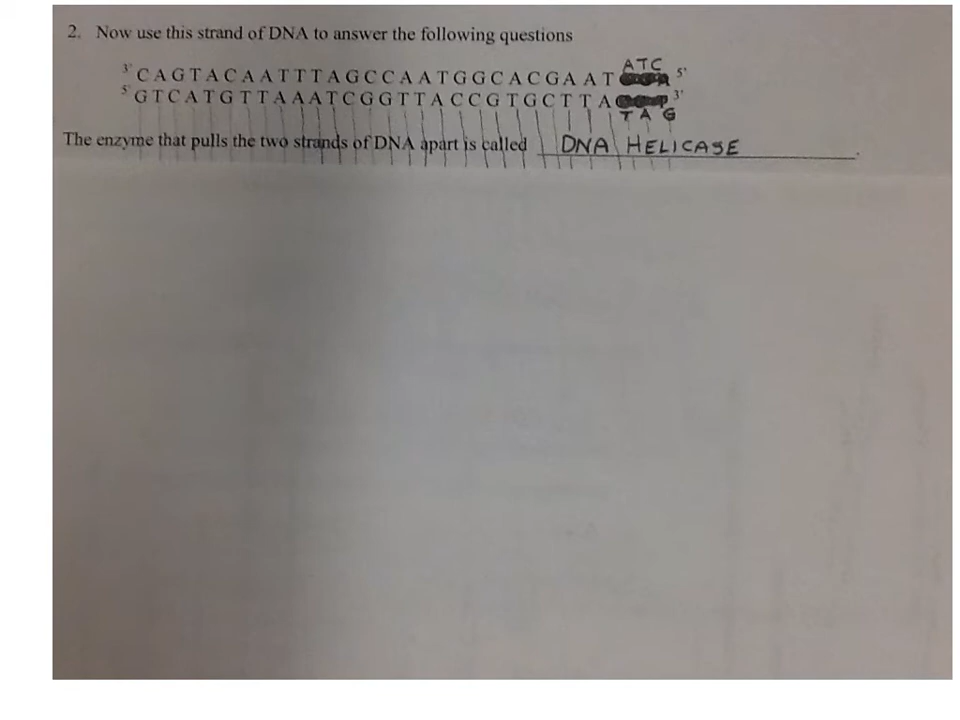 2. Now use this strand of DNA to answer the following questions
ATC
3' C A G T A C A A T T T A G C C A A T G G C A C G A A T 5'
5' G T C A T G T T A A A T C G G T T A C C G T G C T T A 3'
T A G
The enzyme that pulls the two strands of DNA apart is called DNA HELICASE.